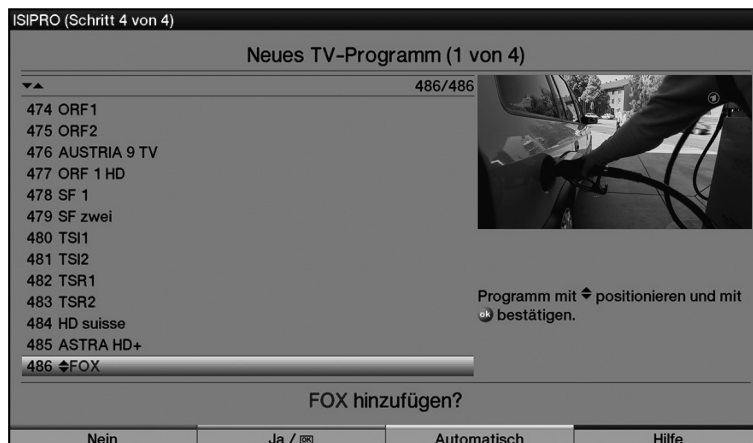 ISIPRO (Schritt 4 von 4)
Neues TV-Programm (1 von 4)
486/486
474 ORF1
475 ORF2
476 AUSTRIA 9 TV
477 ORF 1 HD
478 SF 1
479 SF zwei
480 TSI1
481 TSI2
482 TSR1
483 TSR2
484 HD suisse
485 ASTRA HD+
486 FOX
Programm mit positionieren und mit
ok bestätigen.
FOX hinzufügen?
Nein
Ja / OK
Automatisch
Hilfe